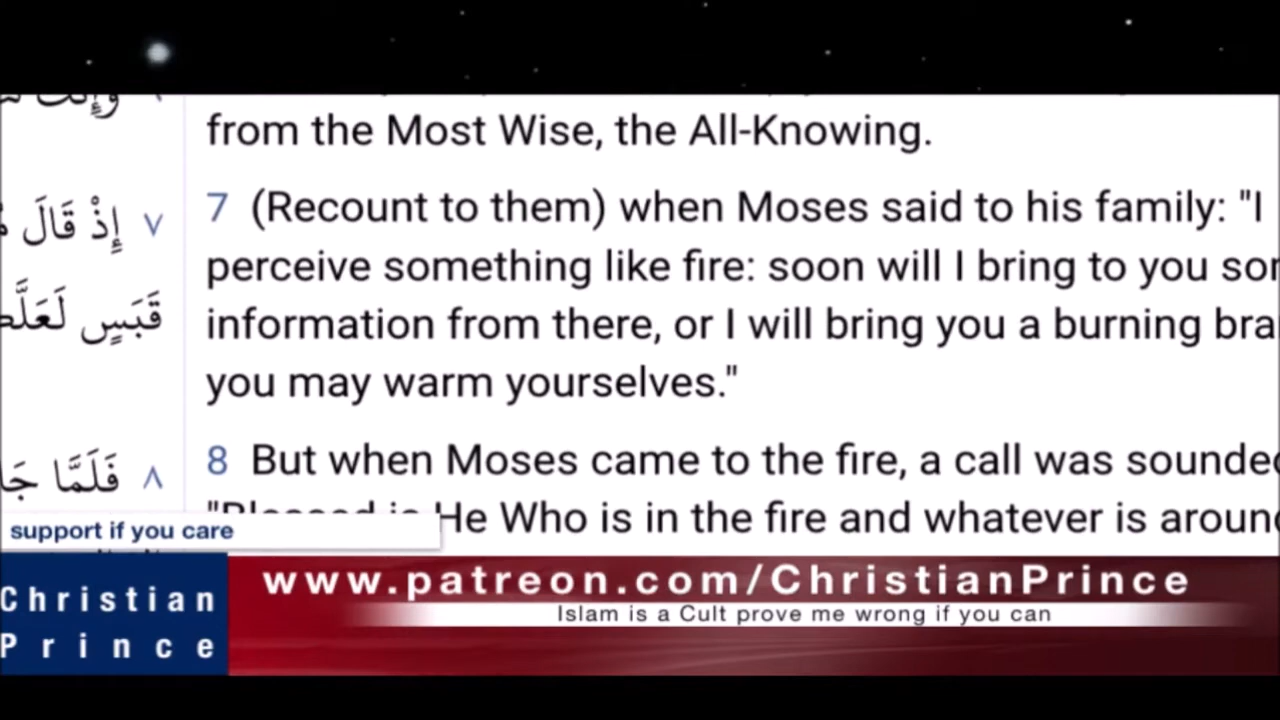 from the Most Wise, the All-Knowing.
٧ إِذْ قَالَ
7 (Recount to them) when Moses said to his family: "I
perceive something like fire: soon will I bring to you
قَبَسٍ
information from there, or I will bring you a burning
you may warm yourselves."
٨ فَلَمَّا
8 But when Moses came to the fire, a call was
He Who is in the fire and whatever is
support if you care
Christian
Prince
www.patreon.com/ChristianPrince
Islam is a Cult prove me wrong if you can